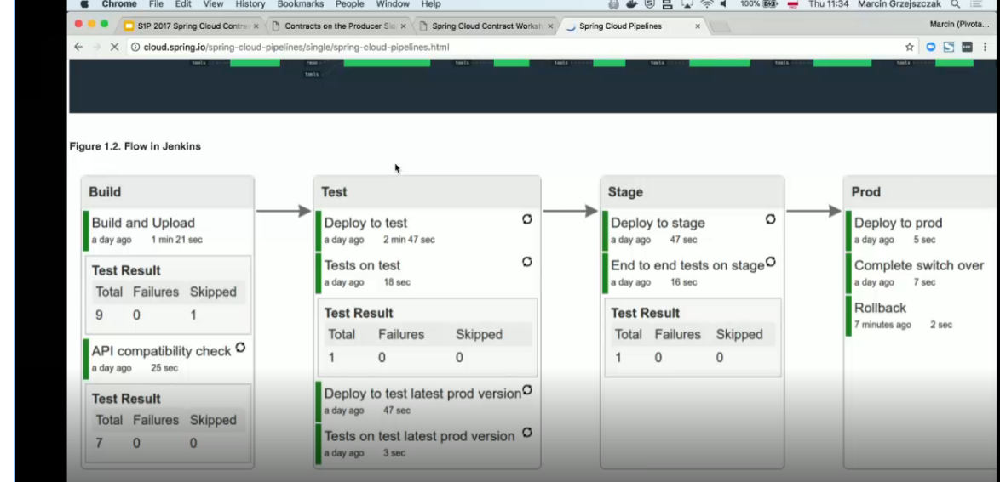 Chrome File Edit View History Bookmarks People Window Help 100% Thu 11:34 Marcin Grzejszczak
S1P 2017 Spring Cloud Contra × Contracts on the Producer Sid × Spring Cloud Contract Worksh × Spring Cloud Pipelines × Marcin (Pivota...
cloud.spring.io/spring-cloud-pipelines/single/spring-cloud-pipelines.html
tools repo tools tools tools tools tools
tools
Figure 1.2. Flow in Jenkins
Build
Build and Upload
a day ago 1 min 21 sec
Test Result
Total Failures Skipped
9 0 1
API compatibility check
a day ago 25 sec
Test Result
Total Failures Skipped
7 0 0
Test
Deploy to test
a day ago 2 min 47 sec
Tests on test
a day ago 18 sec
Test Result
Total Failures Skipped
1 0 0
Deploy to test latest prod version
a day ago 47 sec
Tests on test latest prod version
a day ago 3 sec
Stage
Deploy to stage
a day ago 47 sec
End to end tests on stage
a day ago 16 sec
Test Result
Total Failures Skipped
1 0 0
Prod
Deploy to prod
a day ago 5 sec
Complete switch over
a day ago 7 sec
Rollback
7 minutes ago 2 sec